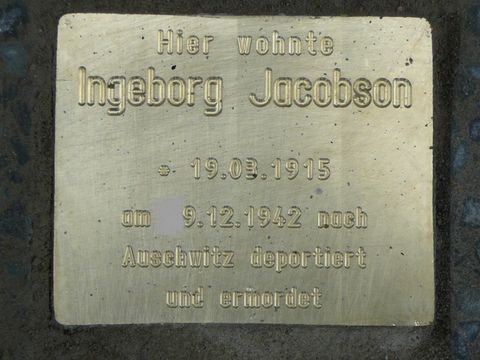 Hier wohnte
Ingeborg Jacobson
* 19.03.1915
am 9.12.1942 nach
Auschwitz deportiert
und ermordet